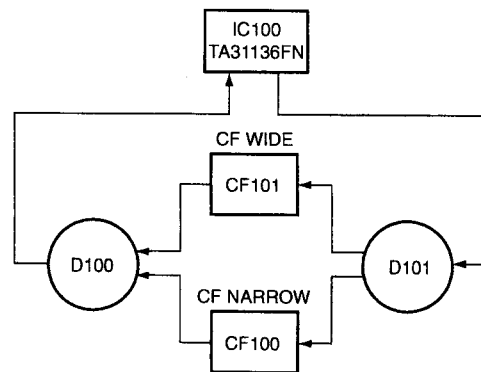 IC100
TA31136FN
CF WIDE
CF101
D100
D101
CF NARROW
CF100